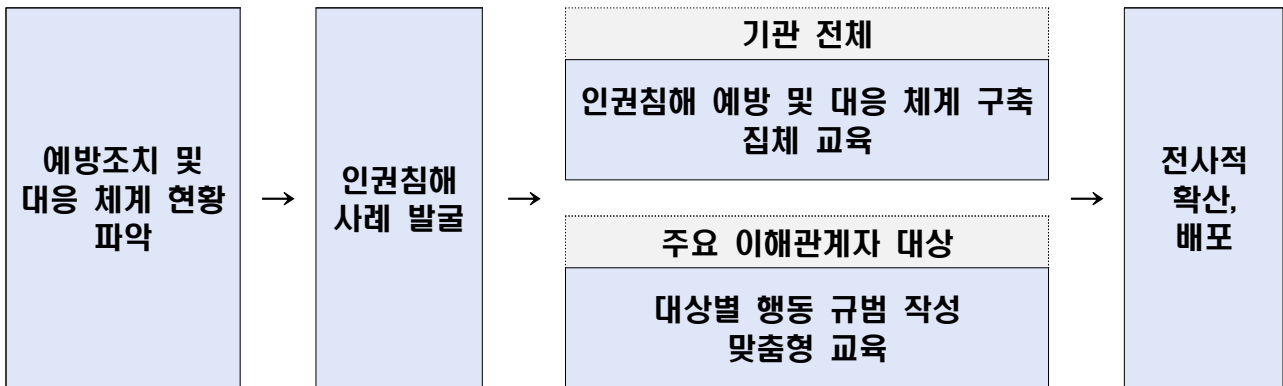 예방조치 및
대응 체계 현황
파악
→
인권침해
사례 발굴
→
기관 전체
인권침해 예방 및 대응 체계 구축
집체 교육
주요 이해관계자 대상
대상별 행동 규범 작성
맞춤형 교육
→
전사적
확산,
배포